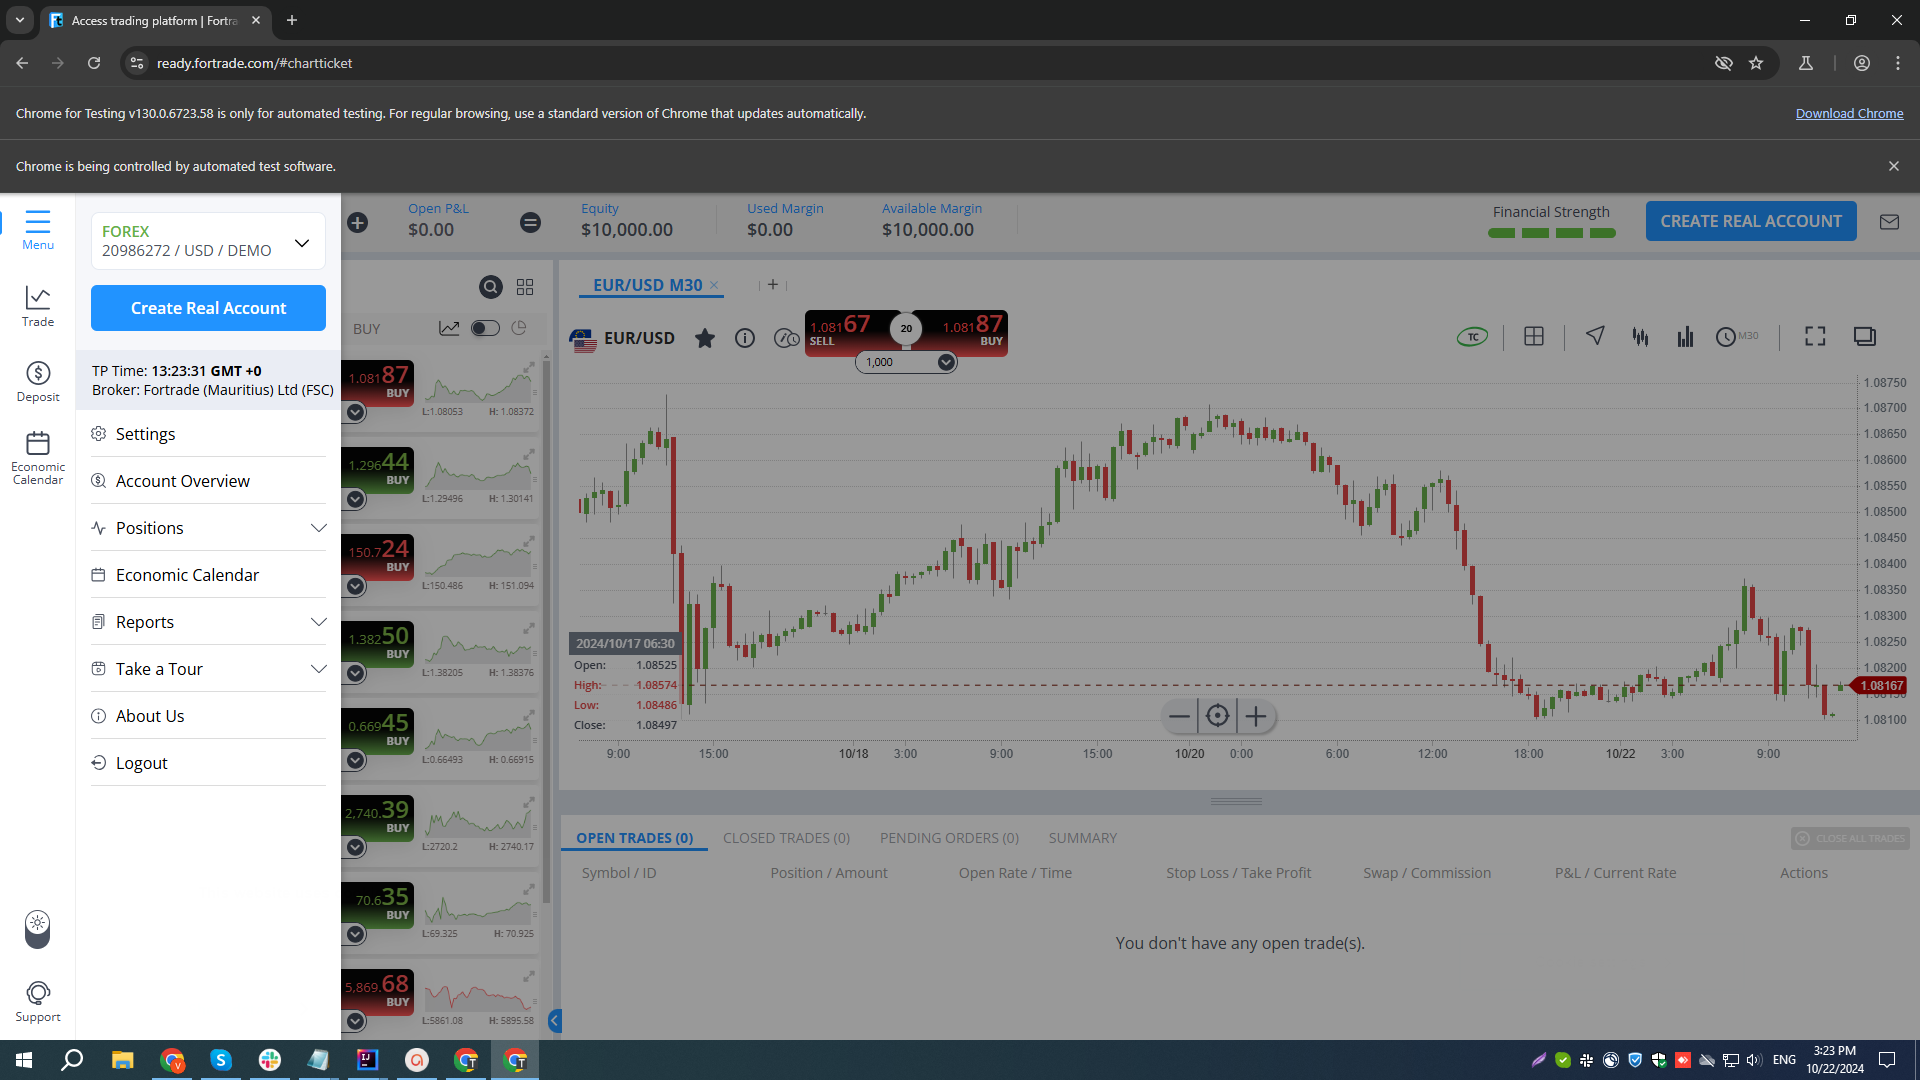 Access trading platform | Fortra
ready.fortrade.com/#chartticket
Chrome for Testing v130.0.6723.58 is only for automated testing. For regular browsing, use a standard version of Chrome that updates automatically.
Download Chrome
Chrome is being controlled by automated test software.
Menu
Trade
Deposit
Economic
Calendar
Support
FOREX
20986272 / USD / DEMO
Create Real Account
TP Time: 13:23:31 GMT +0
Broker: Fortrade (Mauritius) Ltd (FSC)
Settings
Account Overview
Positions
Economic Calendar
Reports
Take a Tour
About Us
Logout
Open P&L
$0.00
Equity
$10,000.00
Used Margin
$0.00
Available Margin
$10,000.00
Financial Strength
CREATE REAL ACCOUNT
BUY
1.08187
BUY
L:1.08053 H: 1.08372
1.29644
BUY
L:1.29496 H: 1.30141
150.724
BUY
L:150.486 H: 151.094
1.38250
BUY
L:1.38205 H: 1.38376
0.66945
BUY
L:0.66493 H: 0.66915
2,740.39
BUY
L:2720.2 H: 2740.17
70.635
BUY
L:69.325 H: 70.925
5,869.68
BUY
L:5861.08 H: 5895.58
EUR/USD M30
EUR/USD
1.08167
SELL
20
1.08187
BUY
1,000
TC
M30
1.08750
1.08700
1.08650
1.08600
1.08550
1.08500
1.08450
1.08400
1.08350
1.08300
1.08250
1.08200
1.08167
1.08100
2024/10/17 06:30
Open: 1.08525
High: 1.08574
Low: 1.08486
Close: 1.08497
9:00 15:00 10/18 3:00 9:00 15:00 10/20 0:00 6:00 12:00 18:00 10/22 3:00 9:00
OPEN TRADES (0) CLOSED TRADES (0) PENDING ORDERS (0) SUMMARY
CLOSE ALL TRADES
Symbol / ID Position / Amount Open Rate / Time Stop Loss / Take Profit Swap / Commission P&L / Current Rate Actions
You don't have any open trade(s).
ENG
3:23 PM
10/22/2024